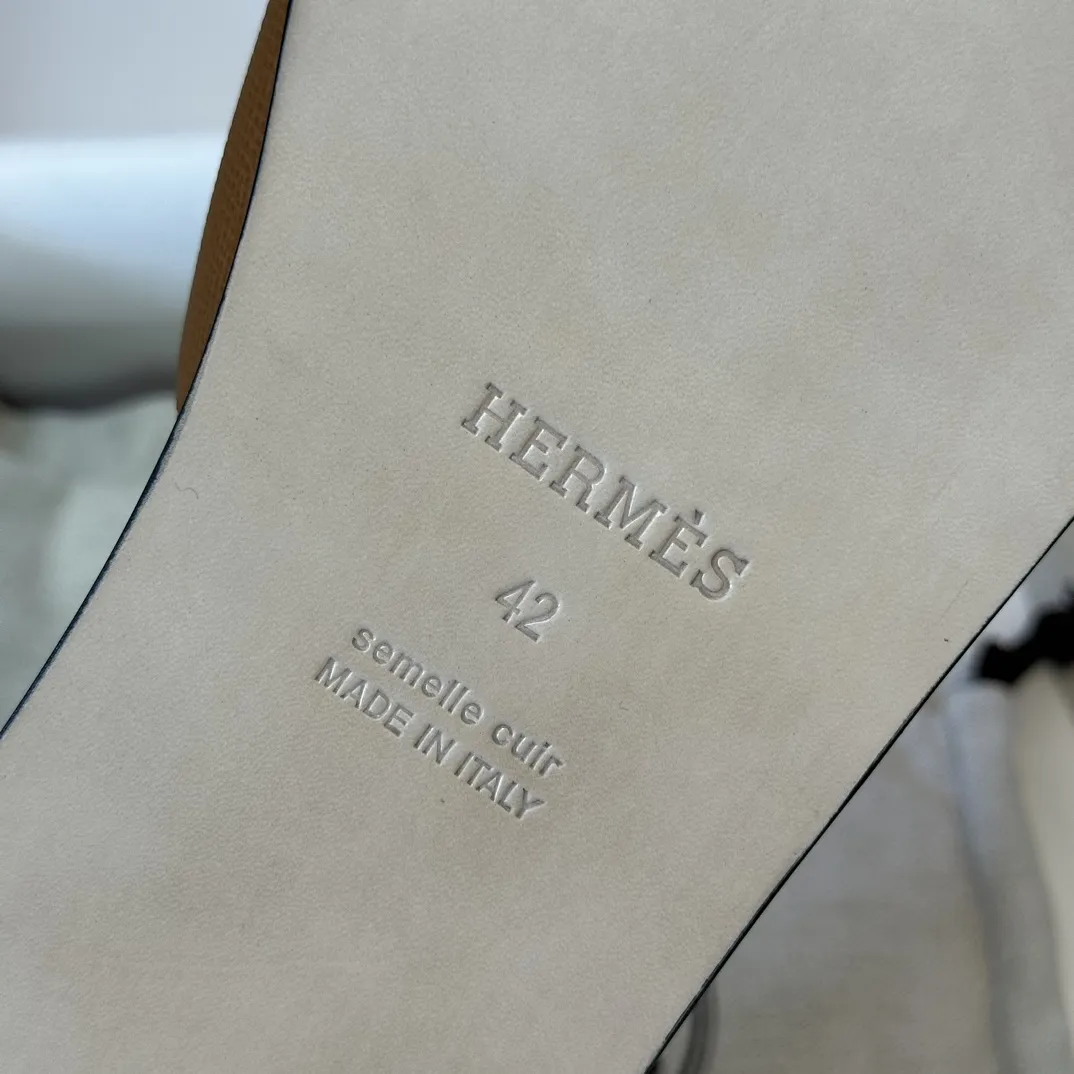 HERMÈS
42
semelle cuir
MADE IN ITALY